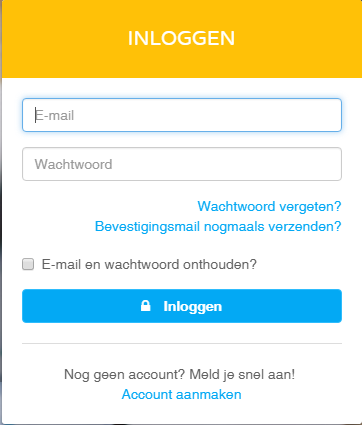 INLOGGEN
E-mail
Wachtwoord
Wachtwoord vergeten?
Bevestigingsmail nogmaals verzenden?
E-mail en wachtwoord onthouden?
Inloggen
Nog geen account? Meld je snel aan!
Account aanmaken